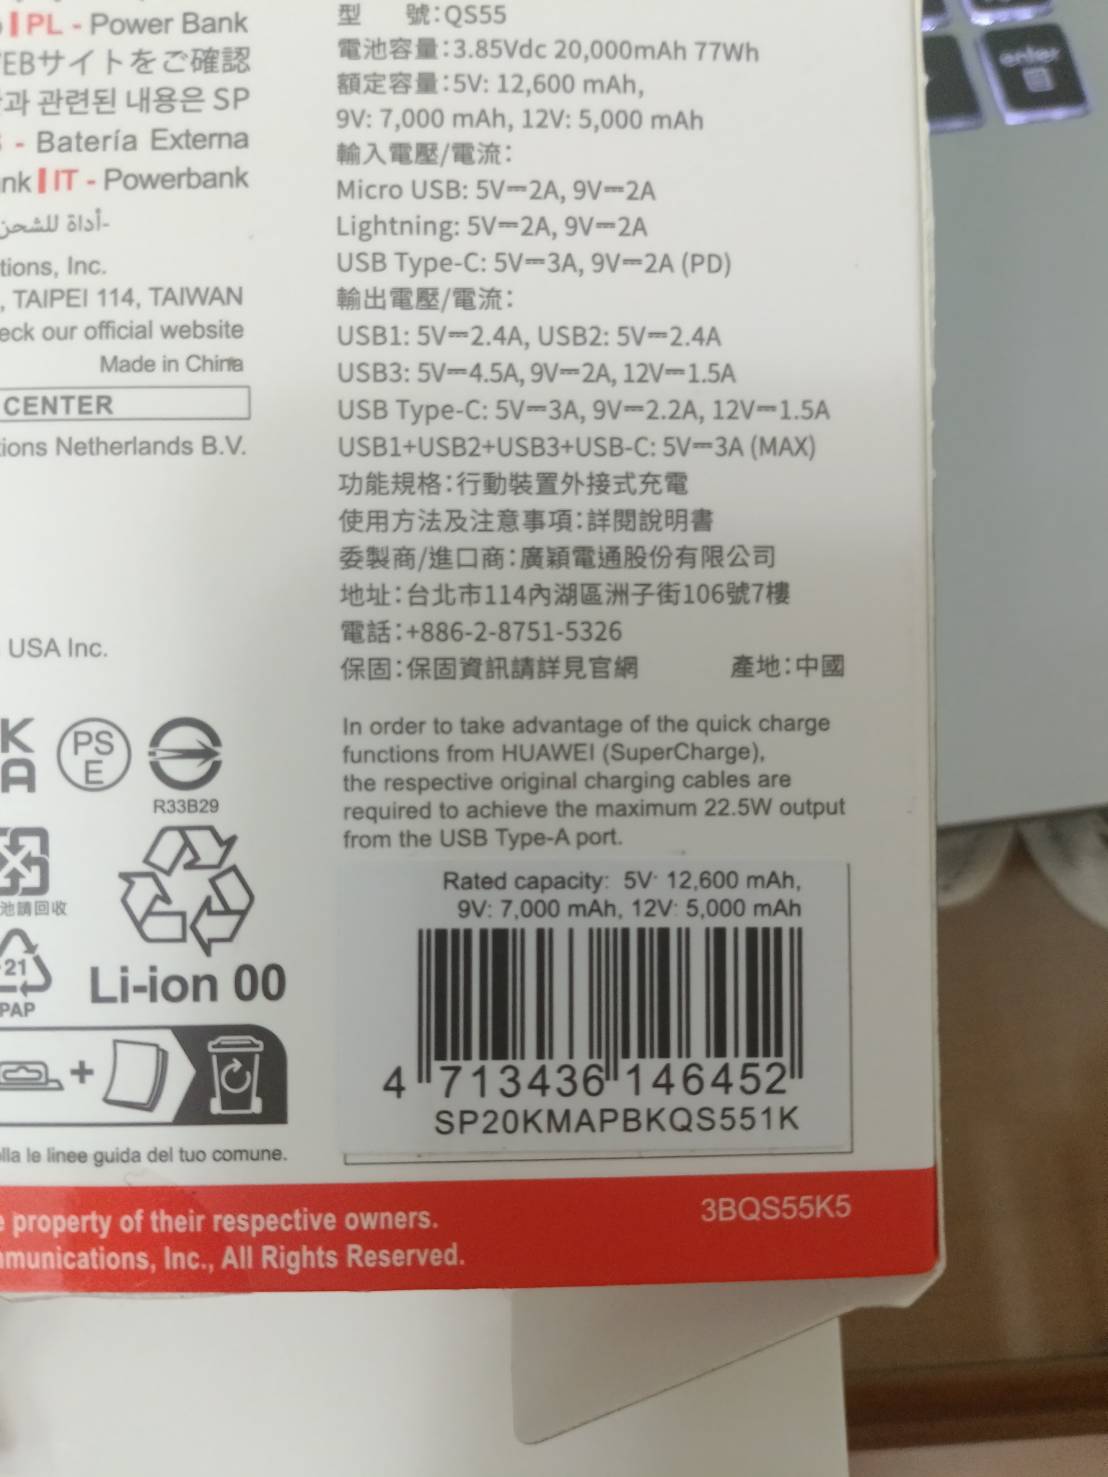 PL - Power Bank
EBサイトをご確認
과 관련된 내용은 SP
- Batería Externa
nk IT - Powerbank
أداة للشحن-
tions, Inc.
, TAIPEI 114, TAIWAN
eck our official website
Made in China
CENTER
ions Netherlands B.V.
USA Inc.
型 號:QS55
電池容量:3.85Vdc 20,000mAh 77Wh
額定容量:5V: 12,600 mAh,
9V: 7,000 mAh, 12V: 5,000 mAh
輸入電壓/電流:
Micro USB: 5V⎓2A, 9V⎓2A
Lightning: 5V⎓2A, 9V⎓2A
USB Type-C: 5V⎓3A, 9V⎓2A (PD)
輸出電壓/電流:
USB1: 5V⎓2.4A, USB2: 5V⎓2.4A
USB3: 5V⎓4.5A, 9V⎓2A, 12V⎓1.5A
USB Type-C: 5V⎓3A, 9V⎓2.2A, 12V⎓1.5A
USB1+USB2+USB3+USB-C: 5V⎓3A (MAX)
功能規格:行動裝置外接式充電
使用方法及注意事項:詳閱說明書
委製商/進口商:廣穎電通股份有限公司
地址:台北市114內湖區洲子街106號7樓
電話:+886-2-8751-5326
保固:保固資訊請詳見官網 產地:中國
In order to take advantage of the quick charge
functions from HUAWEI (SuperCharge),
the respective original charging cables are
required to achieve the maximum 22.5W output
from the USB Type-A port.
K
A
PS
E
R33B29
池請回收
21
PAP
Li-ion 00
+
lla le linee guida del tuo comune.
Rated capacity: 5V: 12,600 mAh,
9V: 7,000 mAh, 12V: 5,000 mAh
4 713436 146452
SP20KMAPBKQS551K
e property of their respective owners.
mmunications, Inc., All Rights Reserved.
3BQS55K5
enter